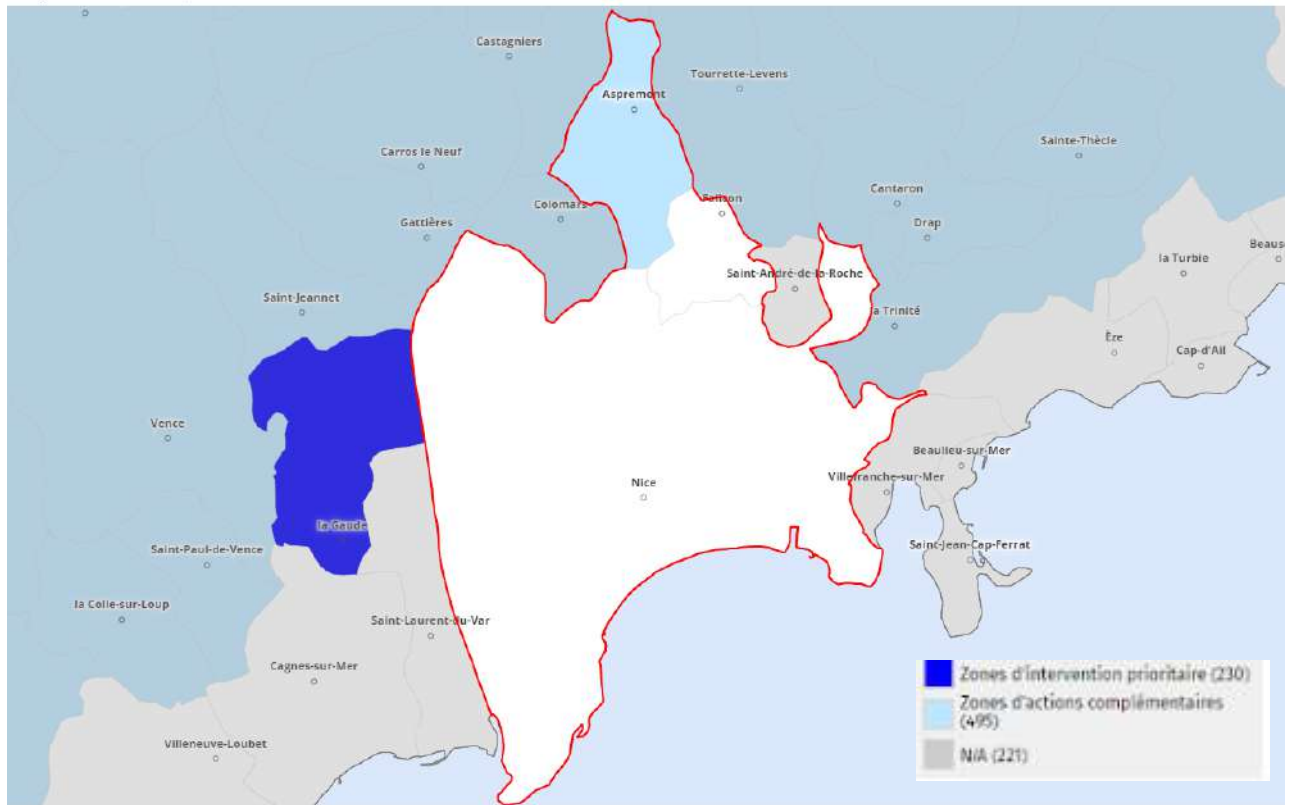 Castagniers
Tourrette-Levens
Aspremont
Sainte-Thècle
Carros le Neuf
Cantaron
Colomars
Falicon
Gattières
Drap
la Turbie
Beaus
Saint-André-de-la-Roche
Saint-Jeannet
la Trinité
Èze
Cap-d'Ail
Vence
Beaulieu-sur-Mer
Villefranche-sur-Mer
Nice
la Gaude
Saint-Paul-de-Vence
Saint-Jean-Cap-Ferrat
la Colle-sur-Loup
Saint-Laurent-du-Var
Cagnes-sur-Mer
Villeneuve-Loubet
Zones d'intervention prioritaire (230)
Zones d'actions complémentaires
(495)
N/A (221)